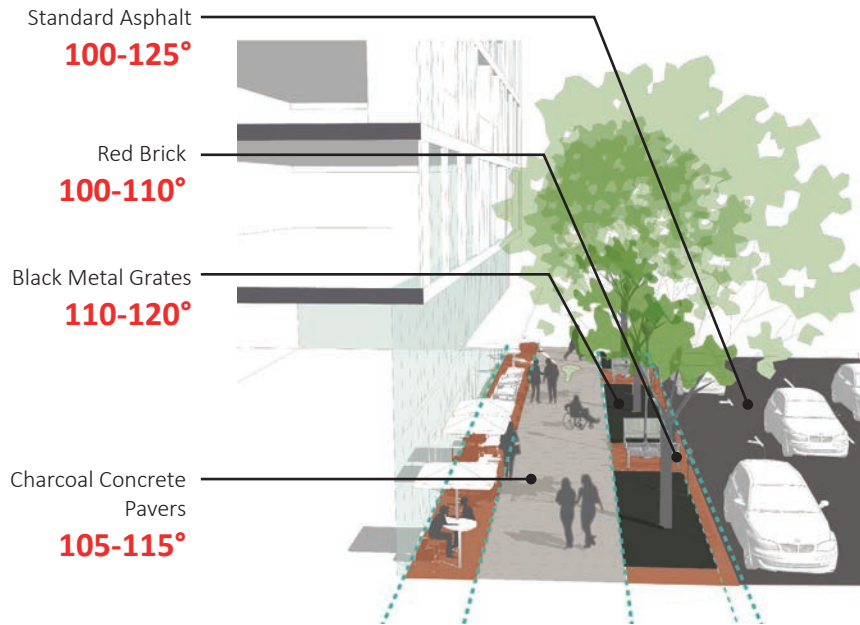 Standard Asphalt
100-125°
Red Brick
100-110°
Black Metal Grates
110-120°
Charcoal Concrete
Pavers
105-115°